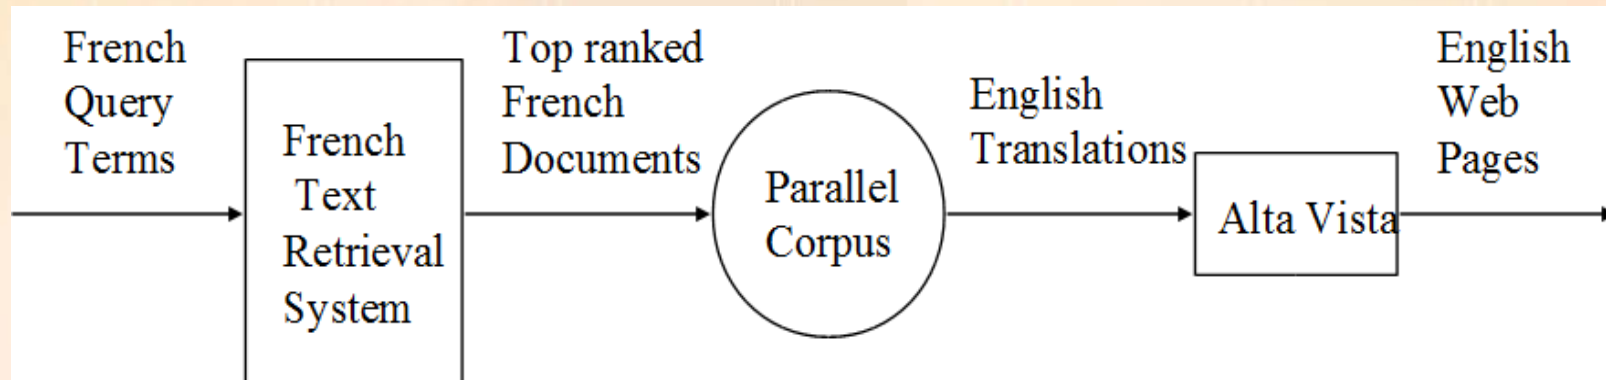 French
Query
Terms
French
Text
Retrieval
System
Top ranked
French
Documents
Parallel
Corpus
English
Translations
Alta Vista
English
Web
Pages